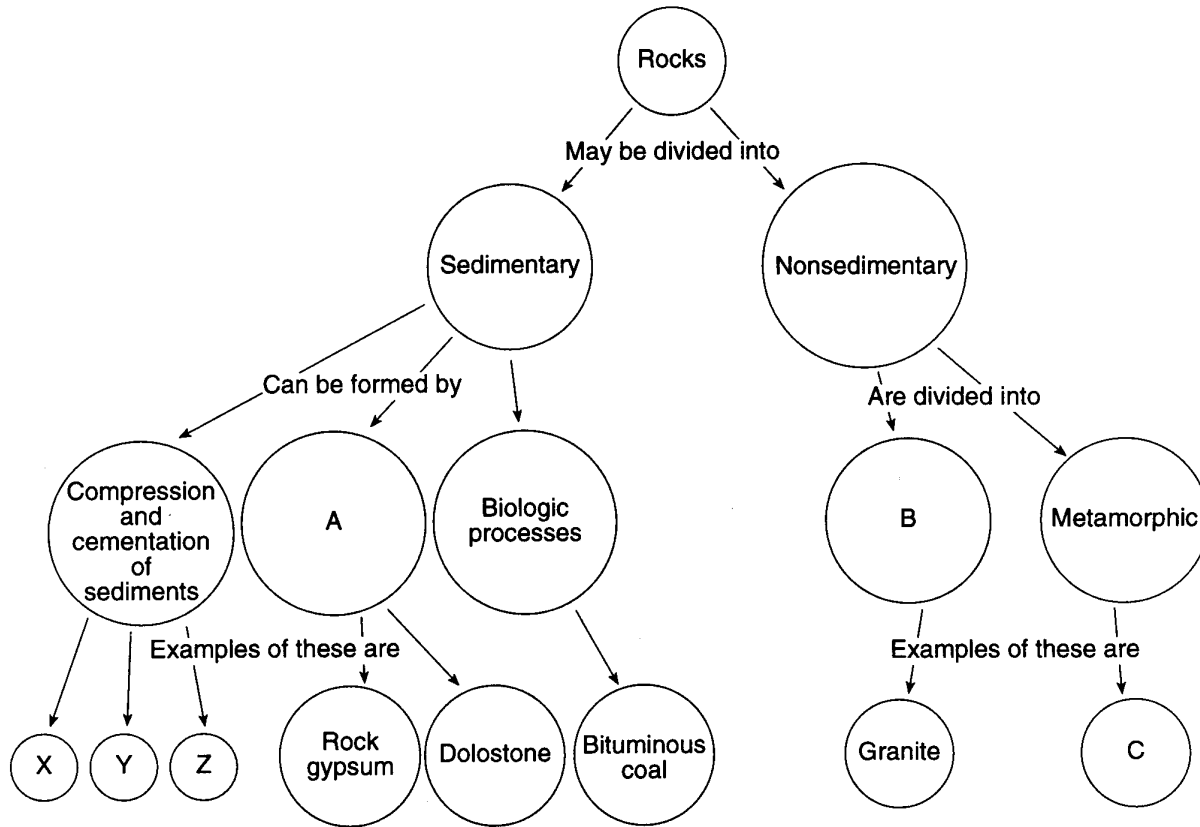 Rocks
May be divided into
Sedimentary
Nonsedimentary
Can be formed by
Are divided into
Compression
and
cementation
of
sediments
A
Biologic
processes
B
Metamorphic
Examples of these are
Examples of these are
X
Y
Z
Rock
gypsum
Dolostone
Bituminous
coal
Granite
C